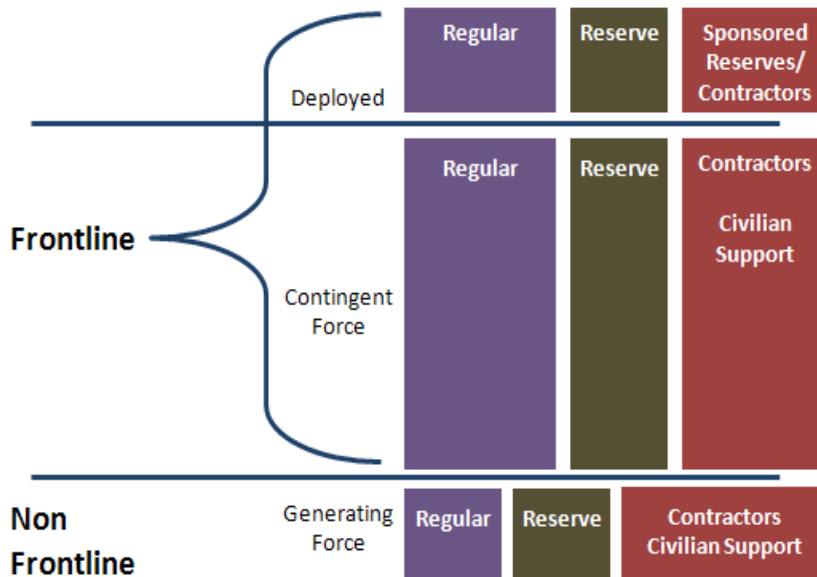 Regular
Reserve
Sponsored
Reserves/
Contractors
Deployed
Regular
Reserve
Contractors
Civilian
Support
Frontline
Contingent
Force
Non
Frontline
Generating
Force
Regular
Reserve
Contractors
Civilian Support